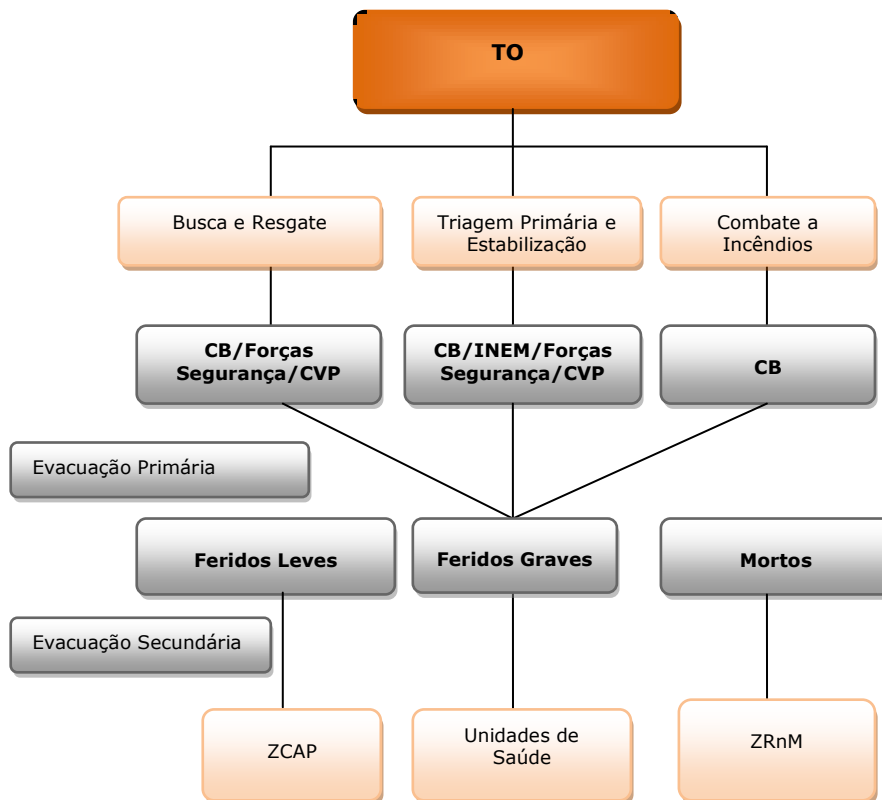 TO
Busca e Resgate
Triagem Primária e
Estabilização
Combate a
Incêndios
CB/Forças
Segurança/CVP
CB/INEM/Forças
Segurança/CVP
CB
Evacuação Primária
Feridos Leves
Feridos Graves
Mortos
Evacuação Secundária
ZCAP
Unidades de
Saúde
ZRnM